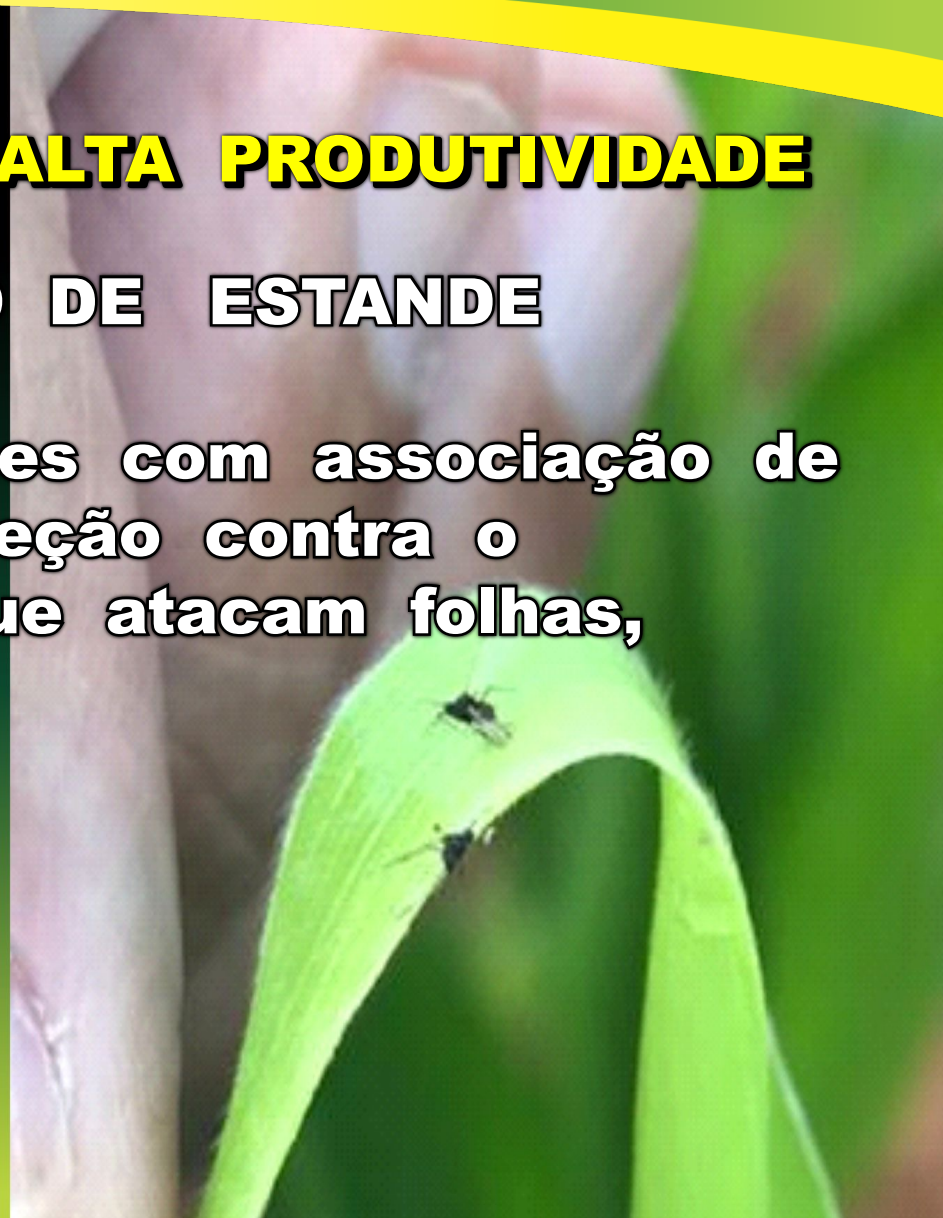 ALTA PRODUTIVIDADE
DE ESTANDE
es com associação de
eção contra o
ue atacam folhas,